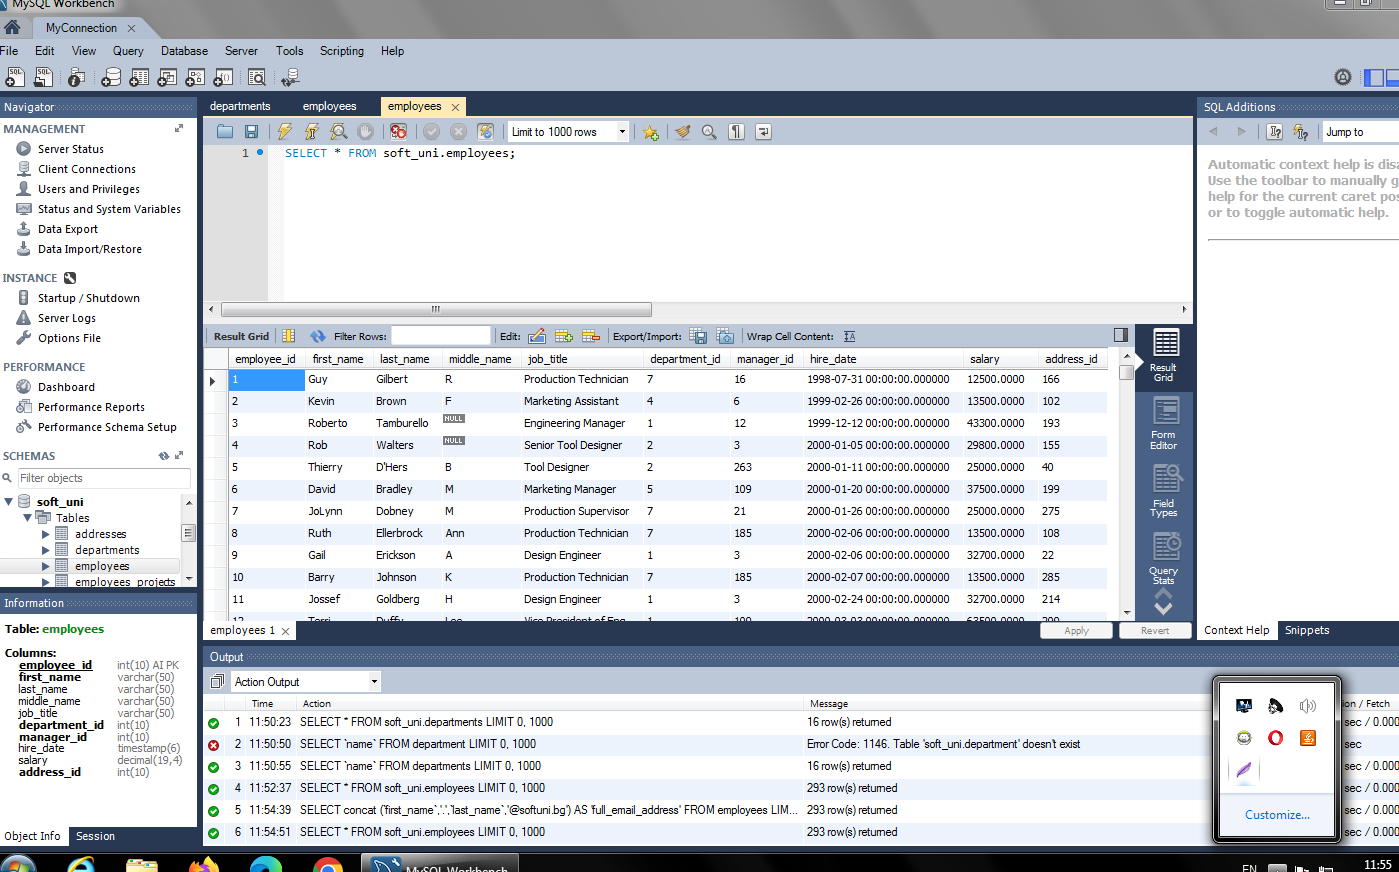 MySQL Workbench
MyConnection
File Edit View Query Database Server Tools Scripting Help
Navigator
MANAGEMENT
Server Status
Client Connections
Users and Privileges
Status and System Variables
Data Export
Data Import/Restore
INSTANCE
Startup / Shutdown
Server Logs
Options File
PERFORMANCE
Dashboard
Performance Reports
Performance Schema Setup
SCHEMAS
Filter objects
soft_uni
Tables
addresses
departments
employees
employees_projects
Information
Table: employees
Columns:
employee_id int(10) AI PK
first_name varchar(50)
last_name varchar(50)
middle_name varchar(50)
job_title varchar(50)
department_id int(10)
manager_id int(10)
hire_date timestamp(6)
salary decimal(19,4)
address_id int(10)
Object Info Session
departments employees employees
Limit to 1000 rows
1 SELECT * FROM soft_uni.employees;
Result Grid Filter Rows: Edit: Export/Import: Wrap Cell Content:
employee_id first_name last_name middle_name job_title department_id manager_id hire_date salary address_id
1 Guy Gilbert R Production Technician 7 16 1998-07-31 00:00:00.000000 12500.0000 166
2 Kevin Brown F Marketing Assistant 4 6 1999-02-26 00:00:00.000000 13500.0000 102
3 Roberto Tamburello NULL Engineering Manager 1 12 1999-12-12 00:00:00.000000 43300.0000 193
4 Rob Walters NULL Senior Tool Designer 2 3 2000-01-05 00:00:00.000000 29800.0000 155
5 Thierry D'Hers B Tool Designer 2 263 2000-01-11 00:00:00.000000 25000.0000 40
6 David Bradley M Marketing Manager 5 109 2000-01-20 00:00:00.000000 37500.0000 199
7 JoLynn Dobney M Production Supervisor 7 21 2000-01-26 00:00:00.000000 25000.0000 275
8 Ruth Ellerbrock Ann Production Technician 7 185 2000-02-06 00:00:00.000000 13500.0000 108
9 Gail Erickson A Design Engineer 1 3 2000-02-06 00:00:00.000000 32700.0000 22
10 Barry Johnson K Production Technician 7 185 2000-02-07 00:00:00.000000 13500.0000 285
11 Jossef Goldberg H Design Engineer 1 3 2000-02-24 00:00:00.000000 32700.0000 214
Result Grid
Form Editor
Field Types
Query Stats
employees 1 Apply Revert
SQL Additions
Jump to
Automatic context help is
Use the toolbar to manually
help for the current caret
or to toggle automatic help.
Context Help Snippets
Output
Action Output
Time Action Message / Fetch
1 11:50:23 SELECT * FROM soft_uni.departments LIMIT 0, 1000 16 row(s) returned sec / 0.000
2 11:50:50 SELECT `name` FROM department LIMIT 0, 1000 Error Code: 1146. Table 'soft_uni.department' doesn't exist sec
3 11:50:55 SELECT `name` FROM departments LIMIT 0, 1000 16 row(s) returned sec / 0.000
4 11:52:37 SELECT * FROM soft_uni.employees LIMIT 0, 1000 293 row(s) returned sec / 0.000
5 11:54:39 SELECT concat (`first_name`,'.',`last_name`,'@softuni.bg') AS 'full_email_address' FROM employees LIM... 293 row(s) returned sec / 0.000
6 11:54:51 SELECT * FROM soft_uni.employees LIMIT 0, 1000 293 row(s) returned sec / 0.000
Customize...
MySQL Workbench
EN
11:55